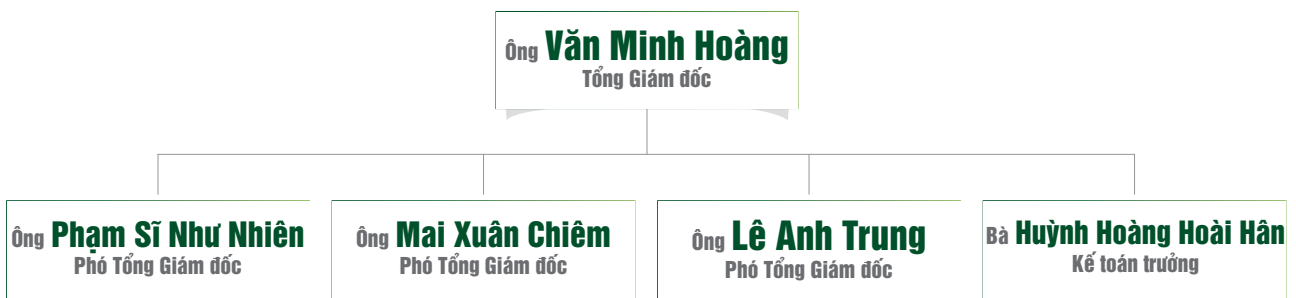 Ông Văn Minh Hoàng
Tổng Giám đốc
Ông Phạm Sĩ Như Nhiên
Phó Tổng Giám đốc
Ông Mai Xuân Chiêm
Phó Tổng Giám đốc
Ông Lê Anh Trung
Phó Tổng Giám đốc
Bà Huỳnh Hoàng Hoài Hân
Kế toán trưởng